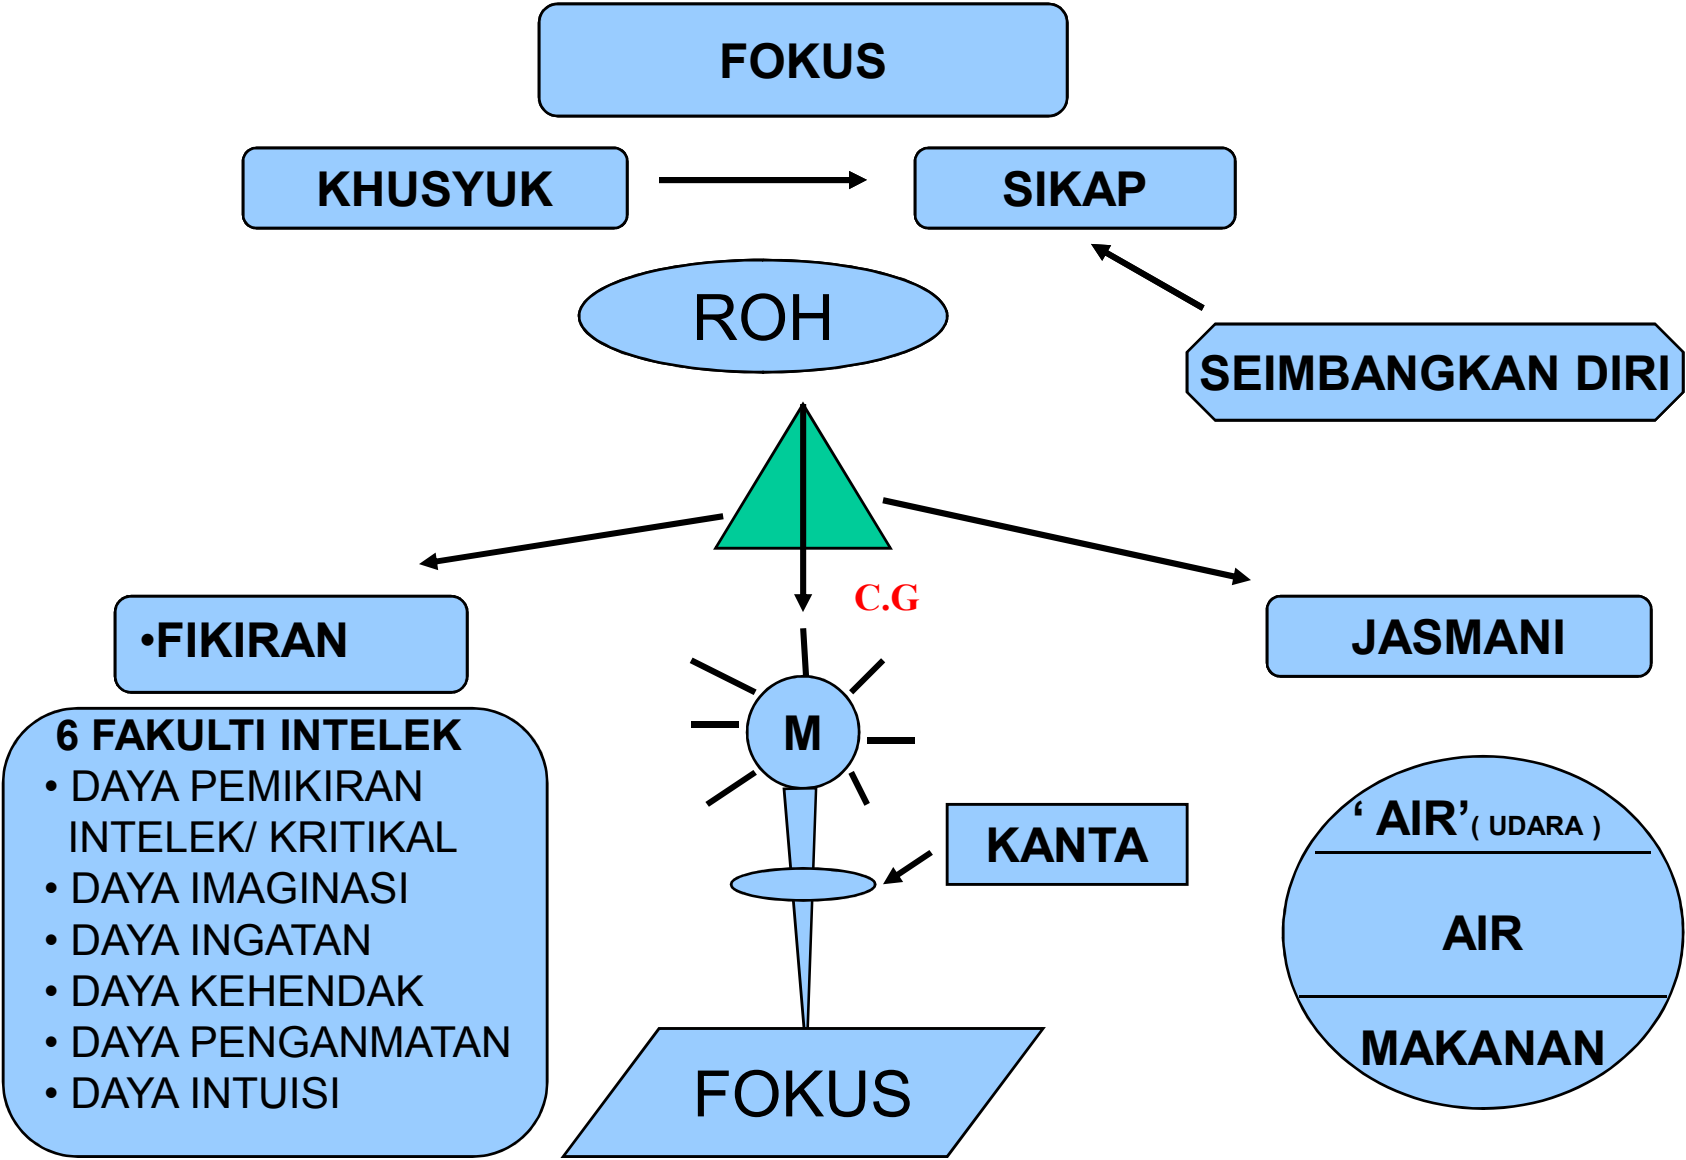 FOKUS
KHUSYUK
SIKAP
ROH
SEIMBANGKAN DIRI
C.G
•FIKIRAN
JASMANI
6 FAKULTI INTELEK
• DAYA PEMIKIRAN
INTELEK/ KRITIKAL
• DAYA IMAGINASI
• DAYA INGATAN
• DAYA KEHENDAK
• DAYA PENGANMATAN
• DAYA INTUISI
M
KANTA
FOKUS
‘ AIR’( UDARA )
AIR
MAKANAN